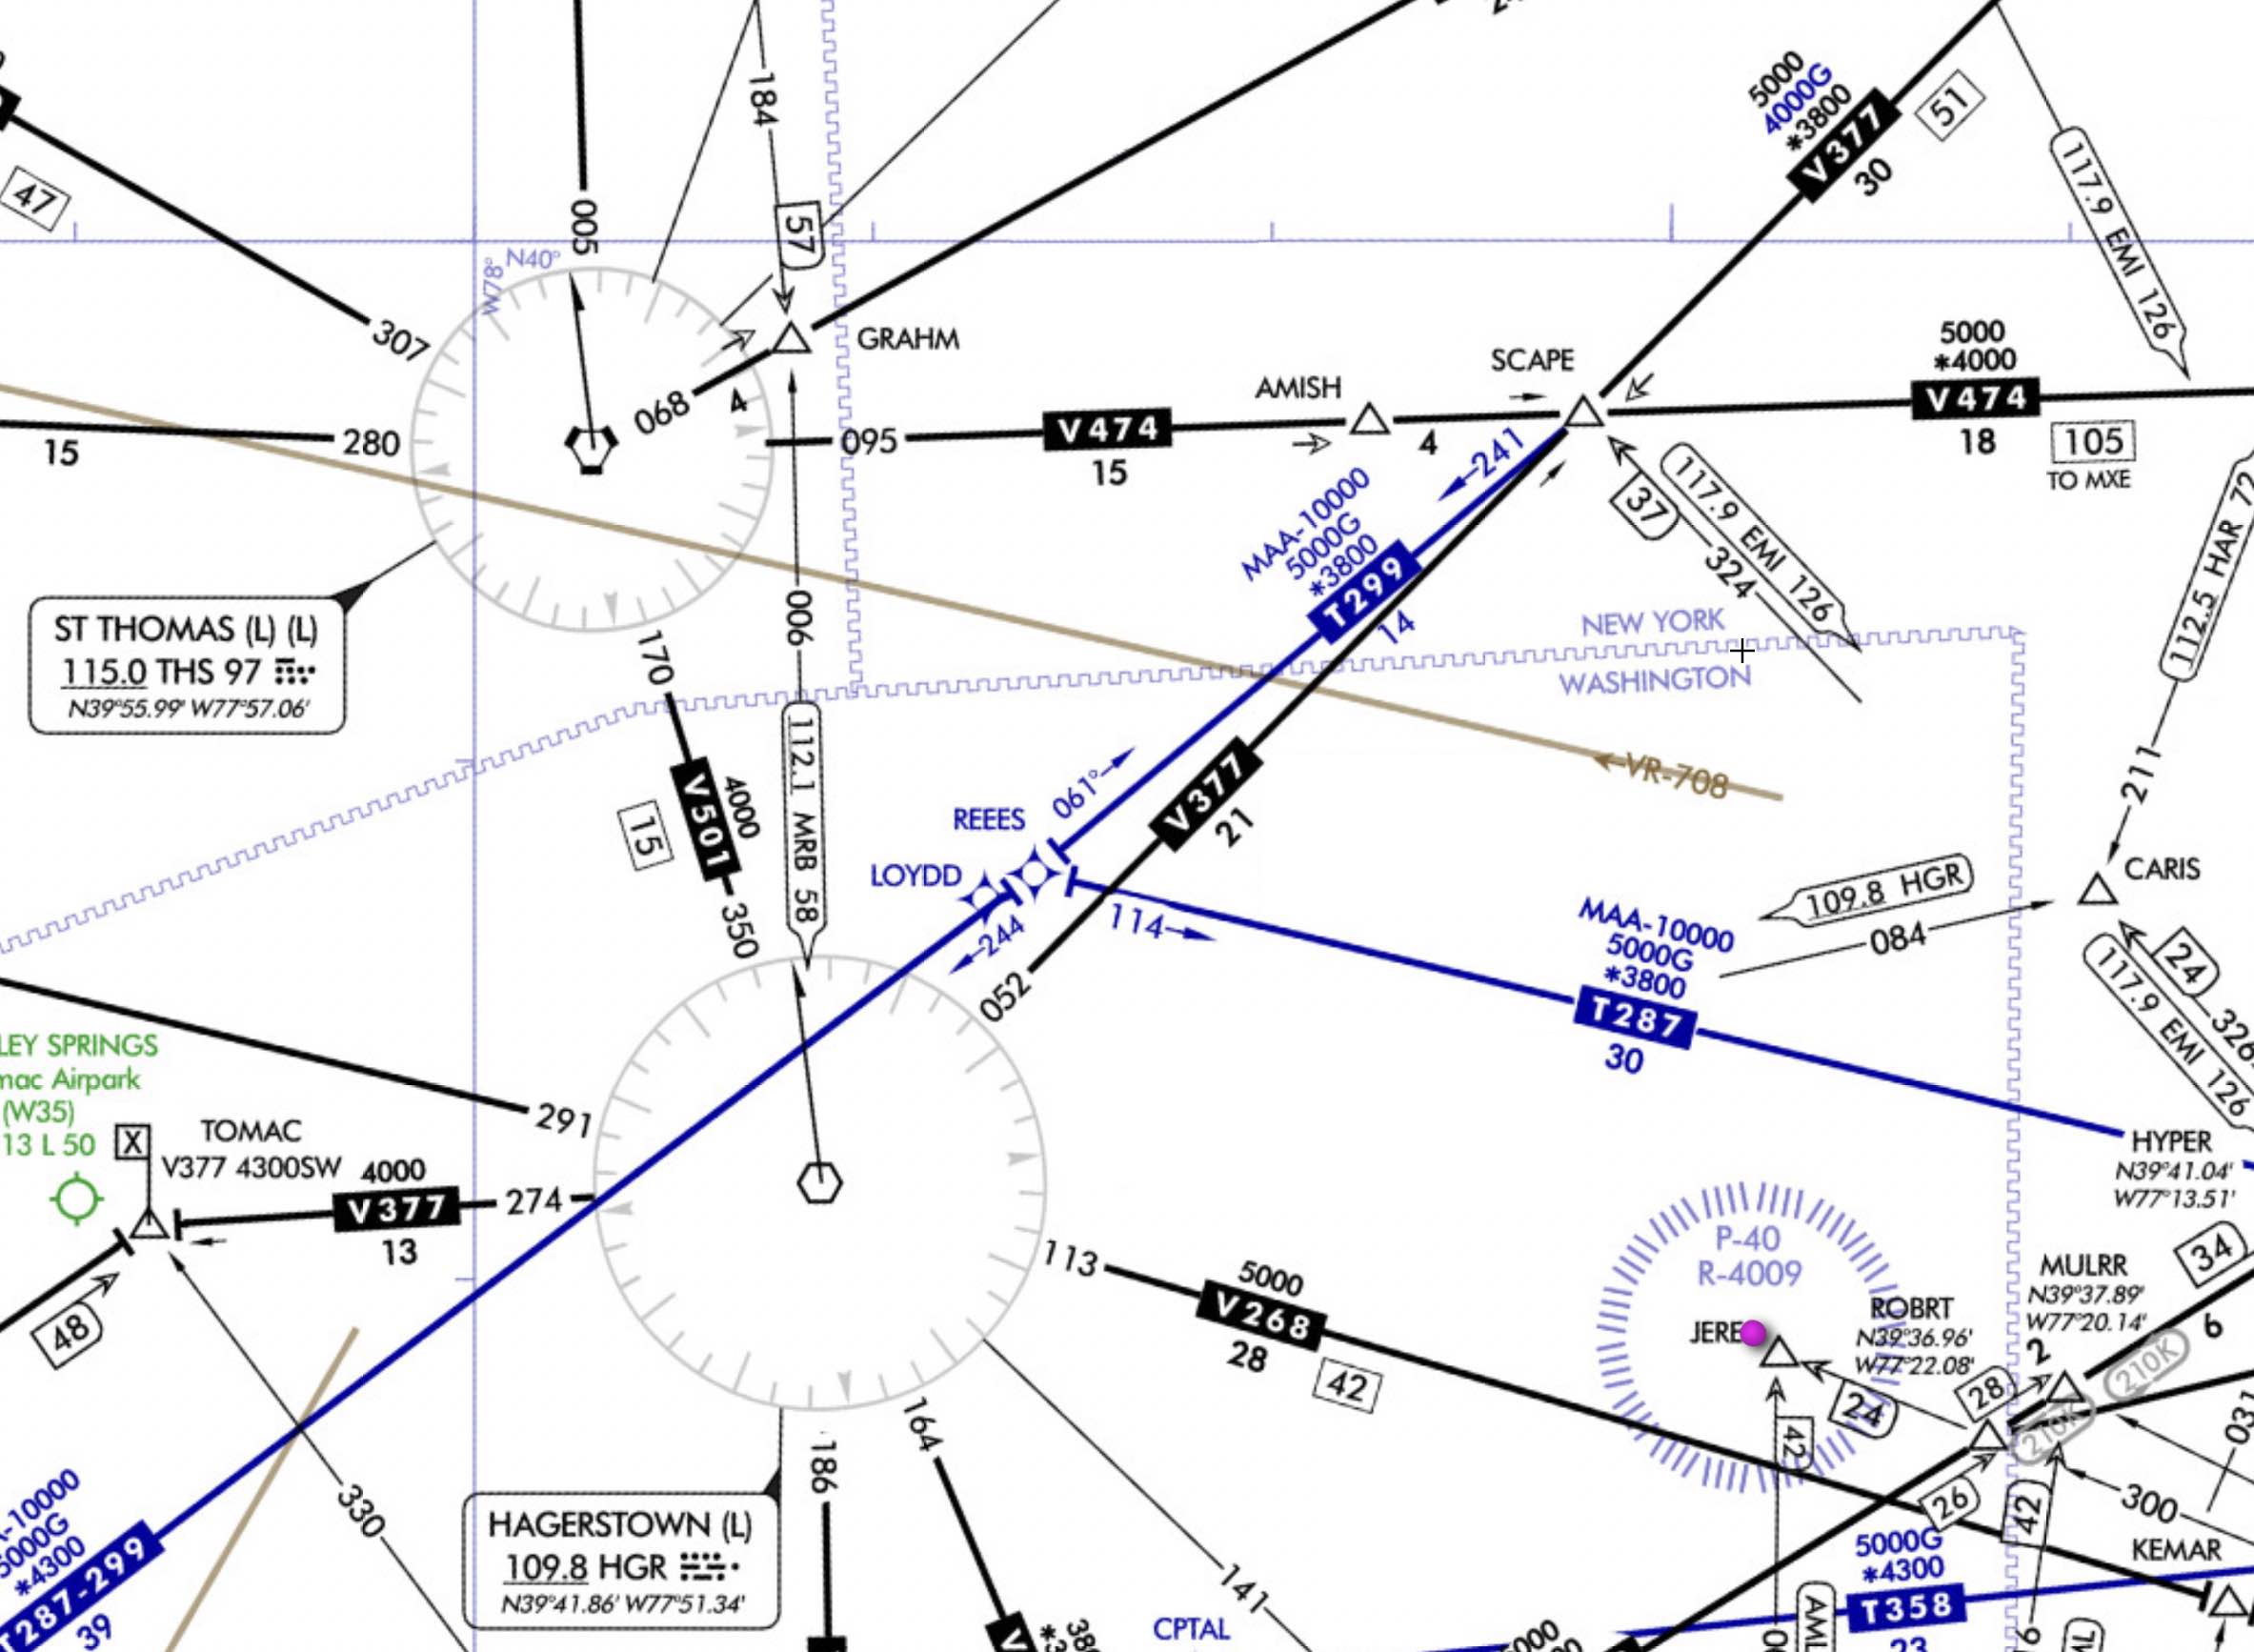 184
57
005
47
307
W78°
N40°
GRAHM
068
4
280
15
095
V474
15
AMISH
4
SCAPE
5000
4000G
*3800
V377
30
51
117.9 EMI 126
5000
*4000
V474
18
105
TO MXE
241
MAA-10000
5000G
*3800
T299
14
37
117.9 EMI 126
324
112.5 HAR 72
211
NEW YORK
WASHINGTON
ST THOMAS (L) (L)
115.0 THS 97
N39°55.99' W77°57.06'
170
006
V501
4000
15
350
112.1 MRB 58
VR-708
061°
REEES
LOYDD
V377
21
244
052
114
MAA-10000
5000G
*3800
T287
30
109.8 HGR
084
CARIS
24
117.9 EMI 126
326
HYPER
N39°41.04'
W77°13.51'
291
LEY SPRINGS
mac Airpark
(W35)
13 L 50
X
TOMAC
V377 4300SW
4000
V377
13
274
48
330
113
5000
V268
28
42
P-40
R-4009
JERE
ROBRT
N39°36.96'
W77°22.08'
MULRR
N39°37.89'
W77°20.14'
34
6
2
210K
210K
28
24
42
26
42
300
031
KEMAR
5000G
*4300
T358
23
AML
186
164
141
HAGERSTOWN (L)
109.8 HGR
N39°41.86' W77°51.34'
CPTAL
A-10000
5000G
*4300
T287-299
39